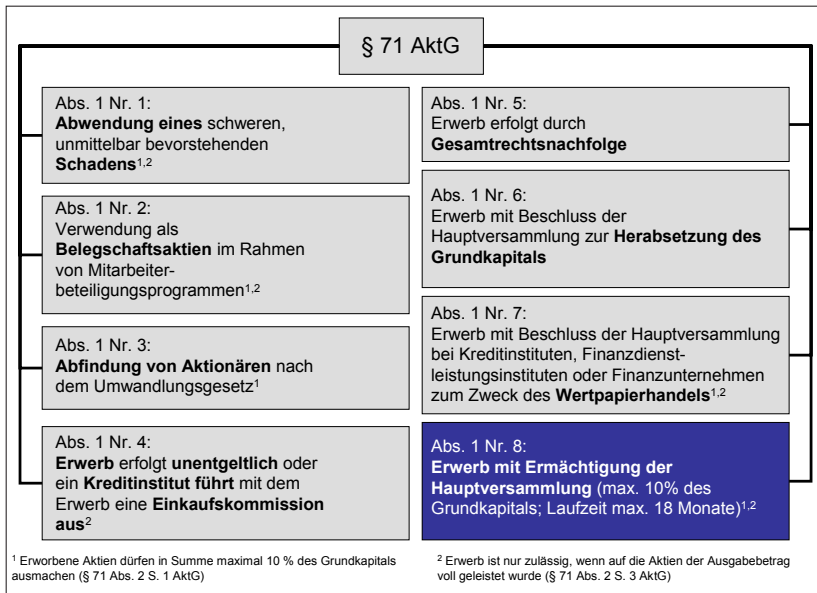 § 71 AktG
Abs. 1 Nr. 1:
Abwendung eines schweren,
unmittelbar bevorstehenden
Schadens1,2
Abs. 1 Nr. 2:
Verwendung als
Belegschaftsaktien im Rahmen
von Mitarbeiter-
beteiligungsprogrammen1,2
Abs. 1 Nr. 3:
Abfindung von Aktionären nach
dem Umwandlungsgesetz1
Abs. 1 Nr. 4:
Erwerb erfolgt unentgeltlich oder
ein Kreditinstitut führt mit dem
Erwerb eine Einkaufskommission
aus2
Abs. 1 Nr. 5:
Erwerb erfolgt durch
Gesamtrechtsnachfolge
Abs. 1 Nr. 6:
Erwerb mit Beschluss der
Hauptversammlung zur Herabsetzung des
Grundkapitals
Abs. 1 Nr. 7:
Erwerb mit Beschluss der Hauptversammlung
bei Kreditinstituten, Finanzdienst-
leistungsinstituten oder Finanzunternehmen
zum Zweck des Wertpapierhandels1,2
Abs. 1 Nr. 8:
Erwerb mit Ermächtigung der
Hauptversammlung (max. 10% des
Grundkapitals; Laufzeit max. 18 Monate)1,2
1 Erworbene Aktien dürfen in Summe maximal 10 % des Grundkapitals
ausmachen (§ 71 Abs. 2 S. 1 AktG)
2 Erwerb ist nur zulässig, wenn auf die Aktien der Ausgabebetrag
voll geleistet wurde (§ 71 Abs. 2 S. 3 AktG)